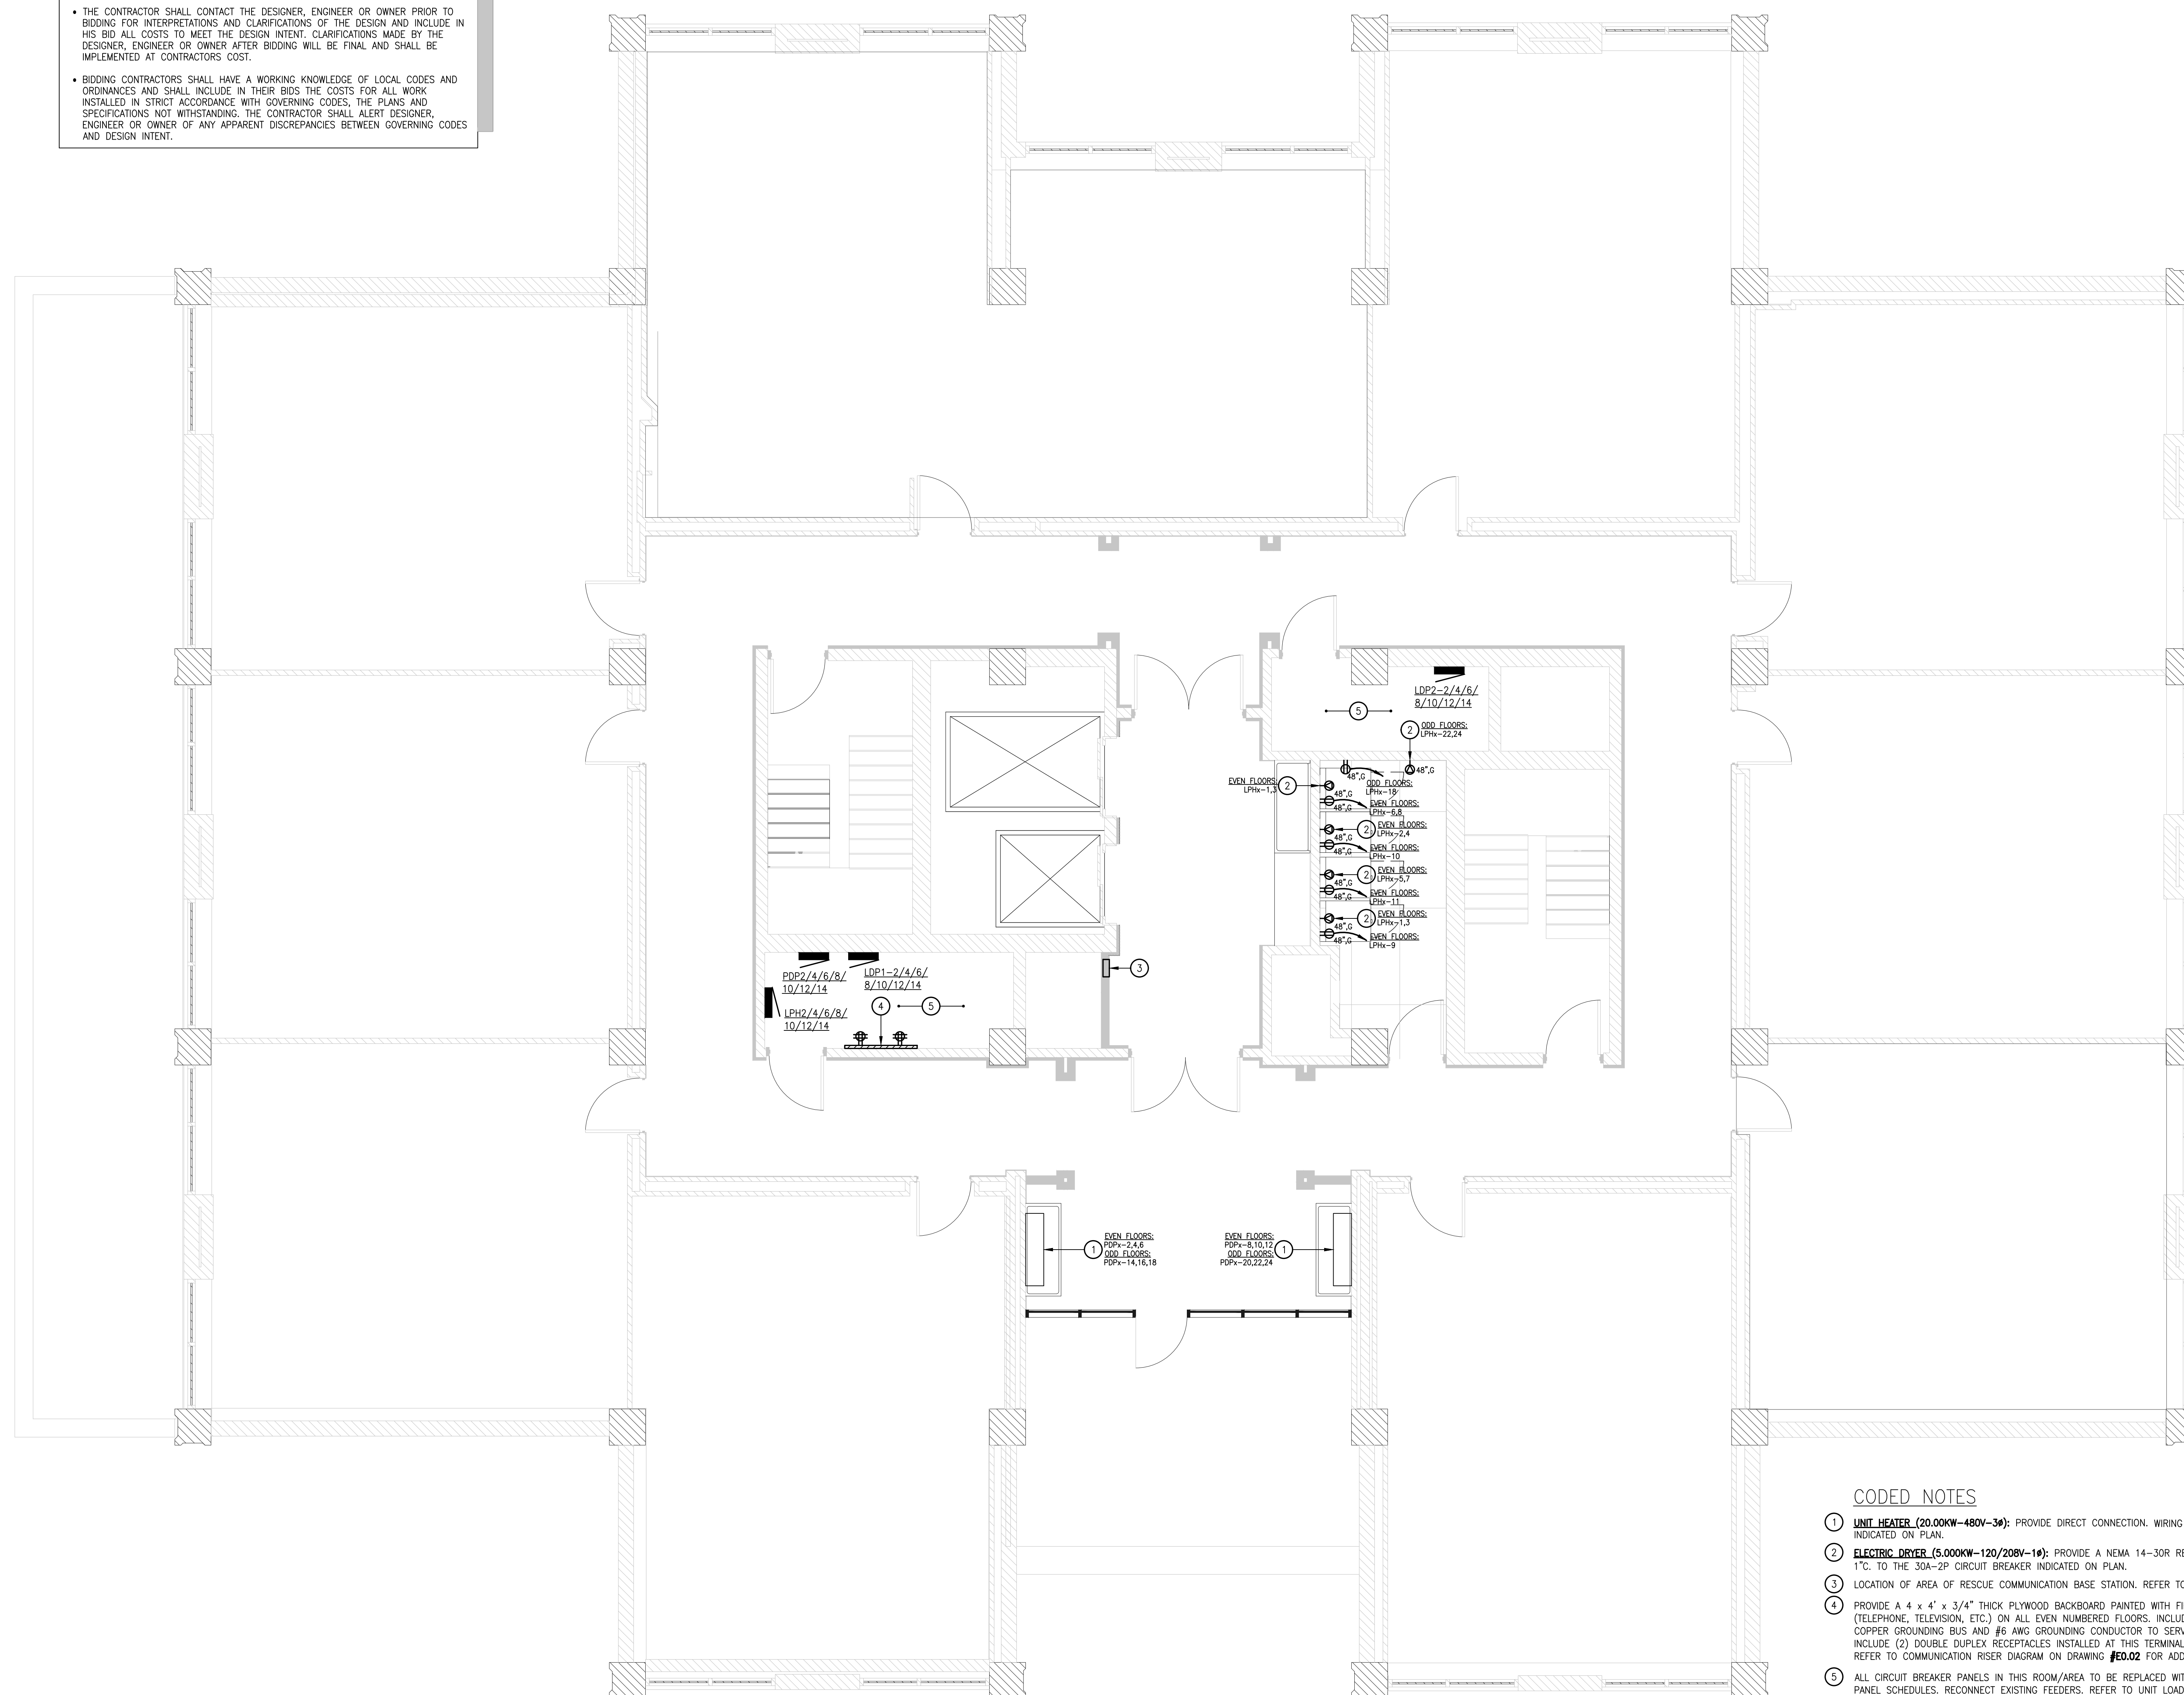 • THE CONTRACTOR SHALL CONTACT THE DESIGNER, ENGINEER OR OWNER PRIOR TO
BIDDING FOR INTERPRETATIONS AND CLARIFICATIONS OF THE DESIGN AND INCLUDE IN
HIS BID ALL COSTS TO MEET THE DESIGN INTENT. CLARIFICATIONS MADE BY THE
DESIGNER, ENGINEER OR OWNER AFTER BIDDING WILL BE FINAL AND SHALL BE
IMPLEMENTED AT CONTRACTORS COST.
• BIDDING CONTRACTORS SHALL HAVE A WORKING KNOWLEDGE OF LOCAL CODES AND
ORDINANCES AND SHALL INCLUDE IN THEIR BIDS THE COSTS FOR ALL WORK
INSTALLED IN STRICT ACCORDANCE WITH GOVERNING CODES, THE PLANS AND
SPECIFICATIONS NOT WITHSTANDING. THE CONTRACTOR SHALL ALERT DESIGNER,
ENGINEER OR OWNER OF ANY APPARENT DISCREPANCIES BETWEEN GOVERNING CODES
AND DESIGN INTENT.
LDP2-2/4/6/
8/10/12/14
5
2
ODD FLOORS:
LPHx-22,24
48",G
48",G
ODD FLOORS:
LPHx-18
EVEN FLOORS:
LPHx-1,3
2
48",G
48",G
EVEN FLOORS:
LPHx-6,8
2
EVEN FLOORS:
LPHx-2,4
48",G
48",G
EVEN FLOORS:
LPHx-10
2
EVEN FLOORS:
LPHx-5,7
48",G
48",G
EVEN FLOORS:
LPHx-11
2
EVEN FLOORS:
LPHx-1,3
48",G
48",G
EVEN FLOORS:
LPHx-9
3
PDP2/4/6/8/
10/12/14
LDP1-2/4/6/
8/10/12/14
LPH2/4/6/8/
10/12/14
4
5
1
EVEN FLOORS:
PDPx-2,4,6
ODD FLOORS:
PDPx-14,16,18
EVEN FLOORS:
PDPx-8,10,12
ODD FLOORS:
PDPx-20,22,24
1
CODED NOTES
1 UNIT HEATER (20.00KW-480V-3ø): PROVIDE DIRECT CONNECTION. WIRING
INDICATED ON PLAN.
2 ELECTRIC DRYER (5.000KW-120/208V-1ø): PROVIDE A NEMA 14-30R
1"C. TO THE 30A-2P CIRCUIT BREAKER INDICATED ON PLAN.
3 LOCATION OF AREA OF RESCUE COMMUNICATION BASE STATION. REFER TO
4 PROVIDE A 4 x 4' x 3/4" THICK PLYWOOD BACKBOARD PAINTED WITH
(TELEPHONE, TELEVISION, ETC.) ON ALL EVEN NUMBERED FLOORS.
COPPER GROUNDING BUS AND #6 AWG GROUNDING CONDUCTOR TO
INCLUDE (2) DOUBLE DUPLEX RECEPTACLES INSTALLED AT THIS TERMINAL
REFER TO COMMUNICATION RISER DIAGRAM ON DRAWING #E0.02 FOR
5 ALL CIRCUIT BREAKER PANELS IN THIS ROOM/AREA TO BE REPLACED
PANEL SCHEDULES. RECONNECT EXISTING FEEDERS. REFER TO UNIT